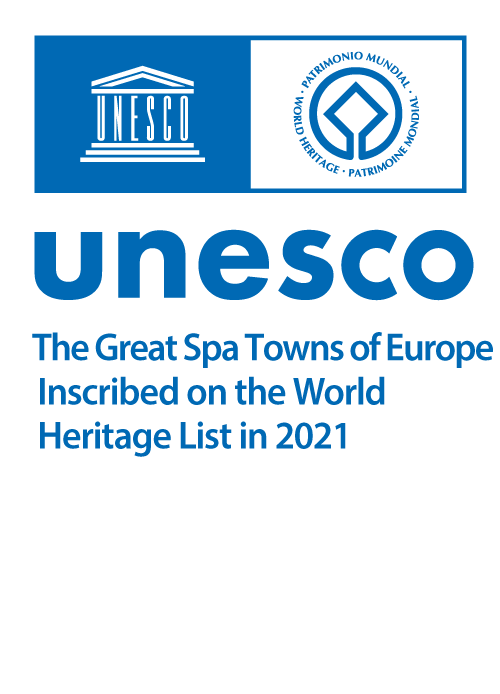 UNESCO
· PATRIMONIO MUNDIAL ·
WORLD HERITAGE · PATRIMOINE MONDIAL
unesco
The Great Spa Towns of Europe
Inscribed on the World
Heritage List in 2021